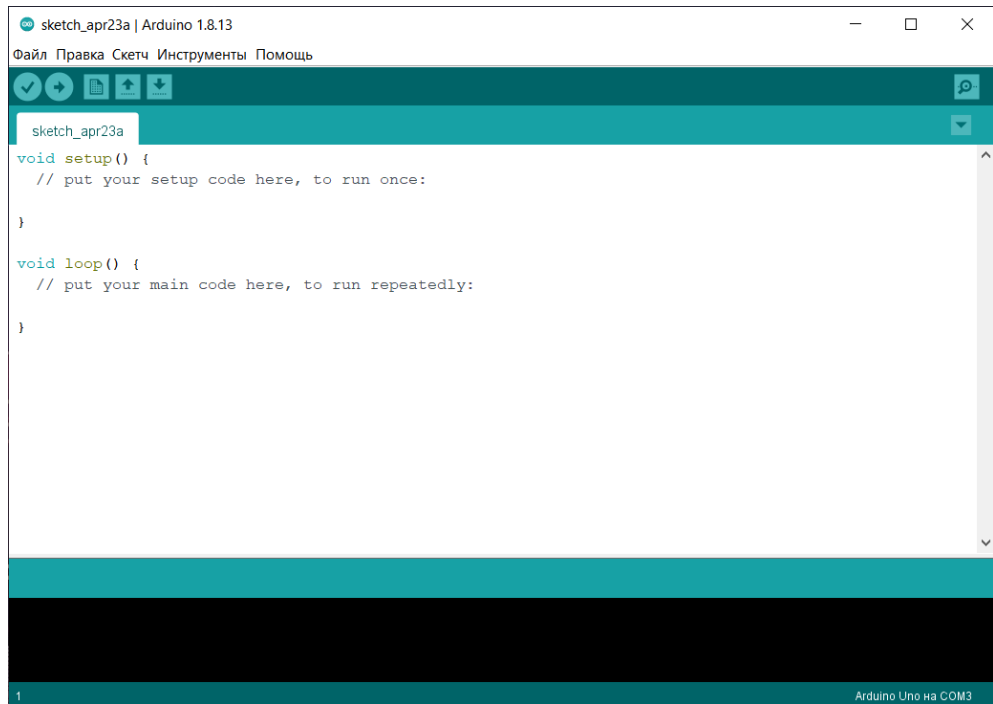 sketch_apr23a | Arduino 1.8.13
Файл Правка Скетч Инструменты Помощь
sketch_apr23a
void setup() {
  // put your setup code here, to run once:
}
void loop() {
  // put your main code here, to run repeatedly:
}
1
Arduino Uno на COM3